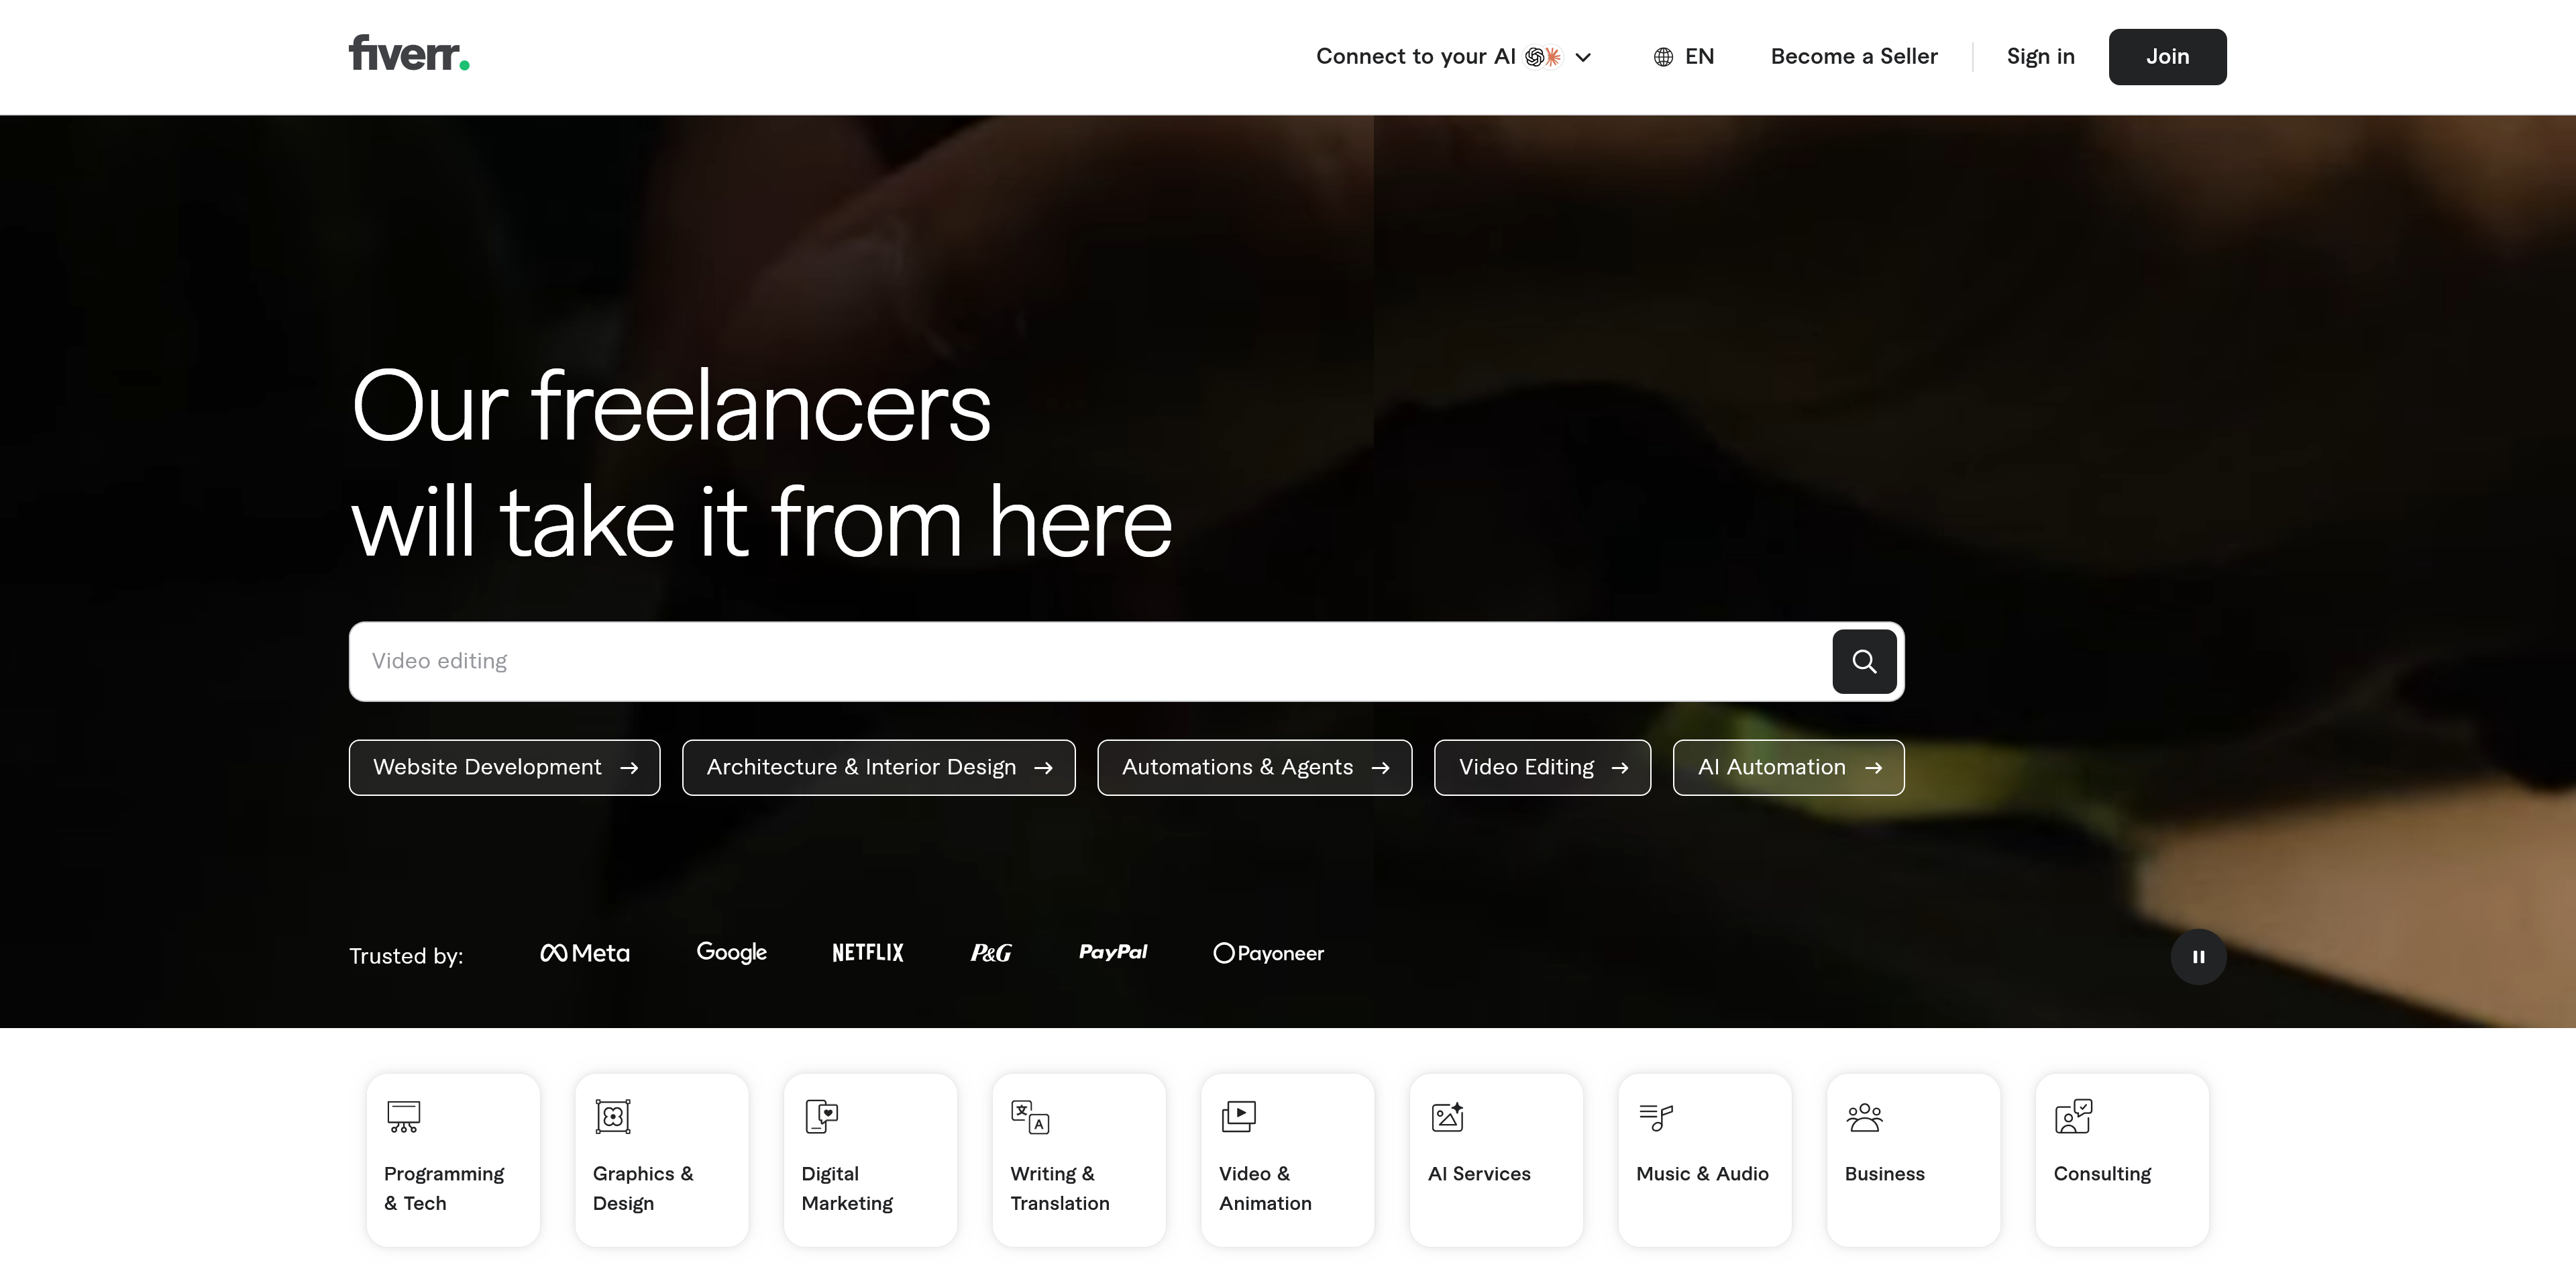 fiverr.
Connect to your AI
EN
Become a Seller
Sign in
Join
Our freelancers
will take it from here
Video editing
Website Development →
Architecture & Interior Design →
Automations & Agents →
Video Editing →
AI Automation →
Trusted by:
Meta
Google
NETFLIX
P&G
PayPal
Payoneer
Programming
& Tech
Graphics &
Design
Digital
Marketing
文
A
Writing &
Translation
Video &
Animation
AI Services
Music & Audio
Business
Consulting